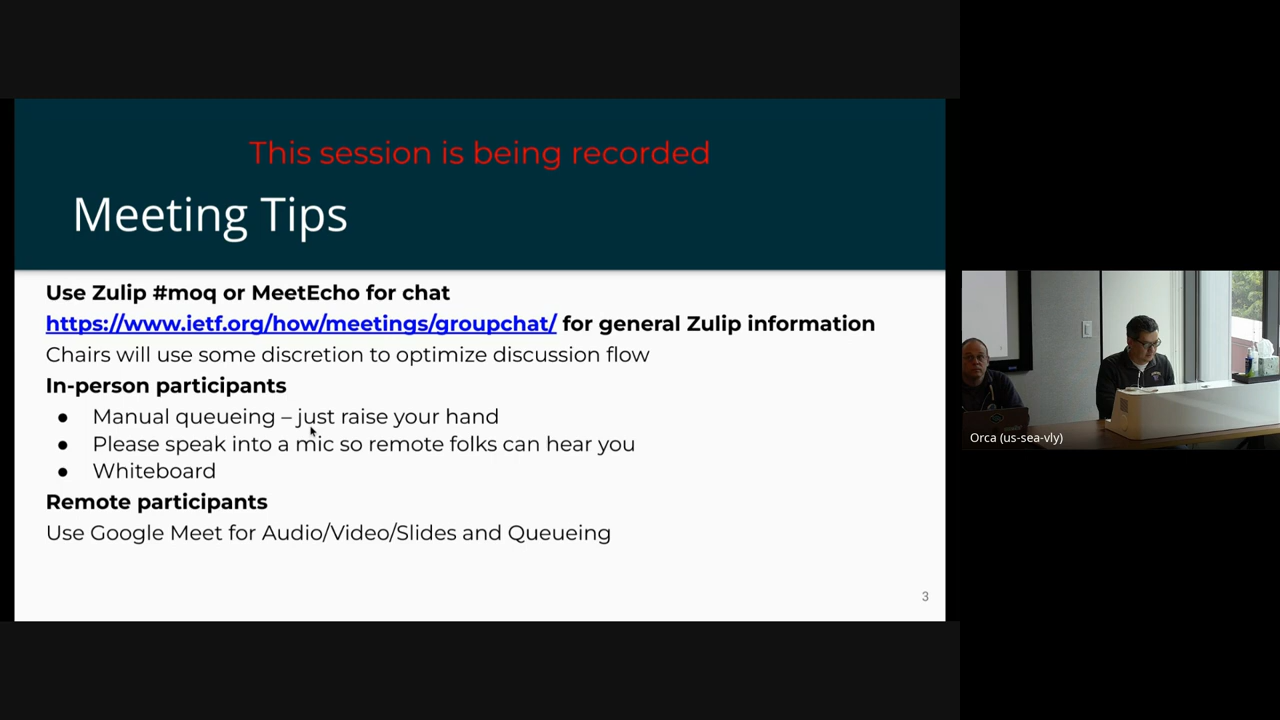 This session is being recorded
Meeting Tips
Use Zulip #moq or MeetEcho for chat
https://www.ietf.org/how/meetings/groupchat/ for general Zulip information
Chairs will use some discretion to optimize discussion flow
In-person participants
● Manual queueing – just raise your hand
● Please speak into a mic so remote folks can hear you
● Whiteboard
Remote participants
Use Google Meet for Audio/Video/Slides and Queueing
3
Orca (us-sea-vly)